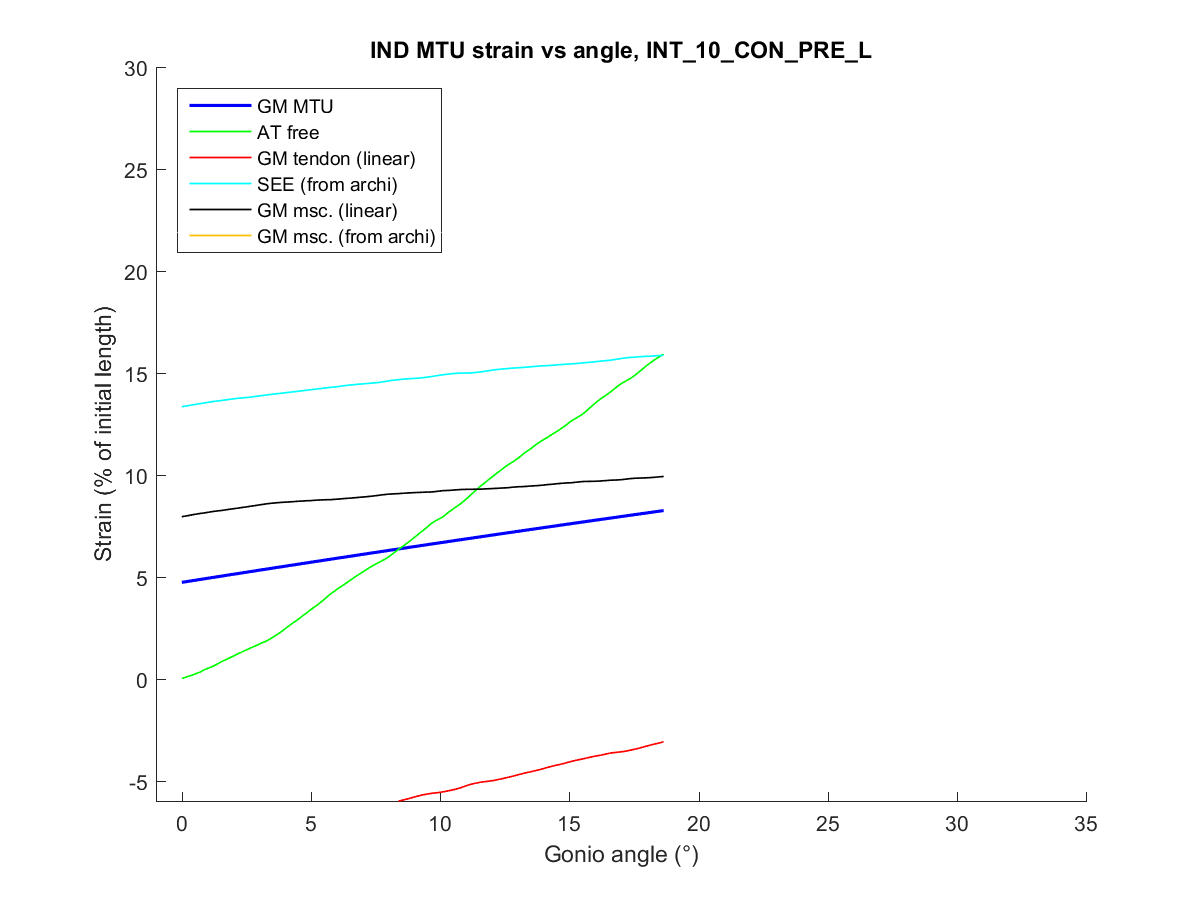 IND MTU strain vs angle, INT_10_CON_PRE_L
30
25
20
15
10
5
0
-5
Strain (% of initial length)
GM MTU
AT free
GM tendon (linear)
SEE (from archi)
GM msc. (linear)
GM msc. (from archi)
0 5 10 15 20 25 30 35
Gonio angle (°)